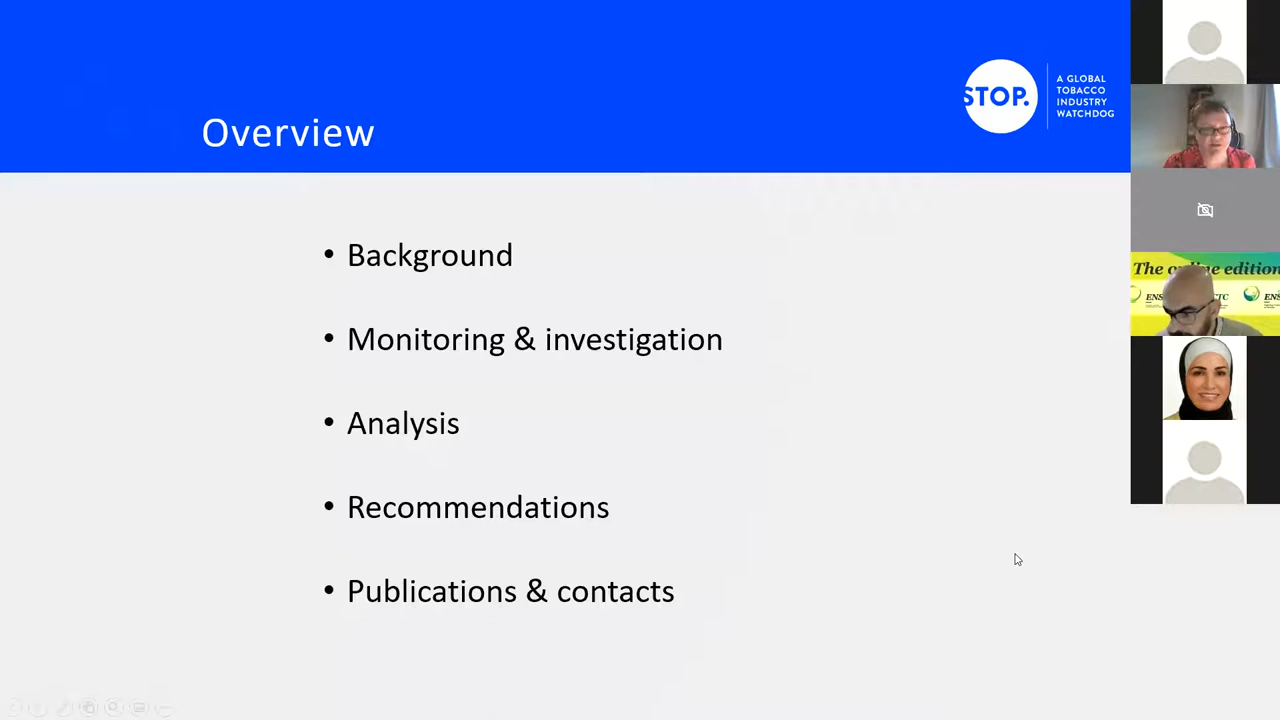 Overview
STOP.
A GLOBAL
TOBACCO
INDUSTRY
WATCHDOG
• Background
• Monitoring & investigation
• Analysis
• Recommendations
• Publications & contacts
The online edition